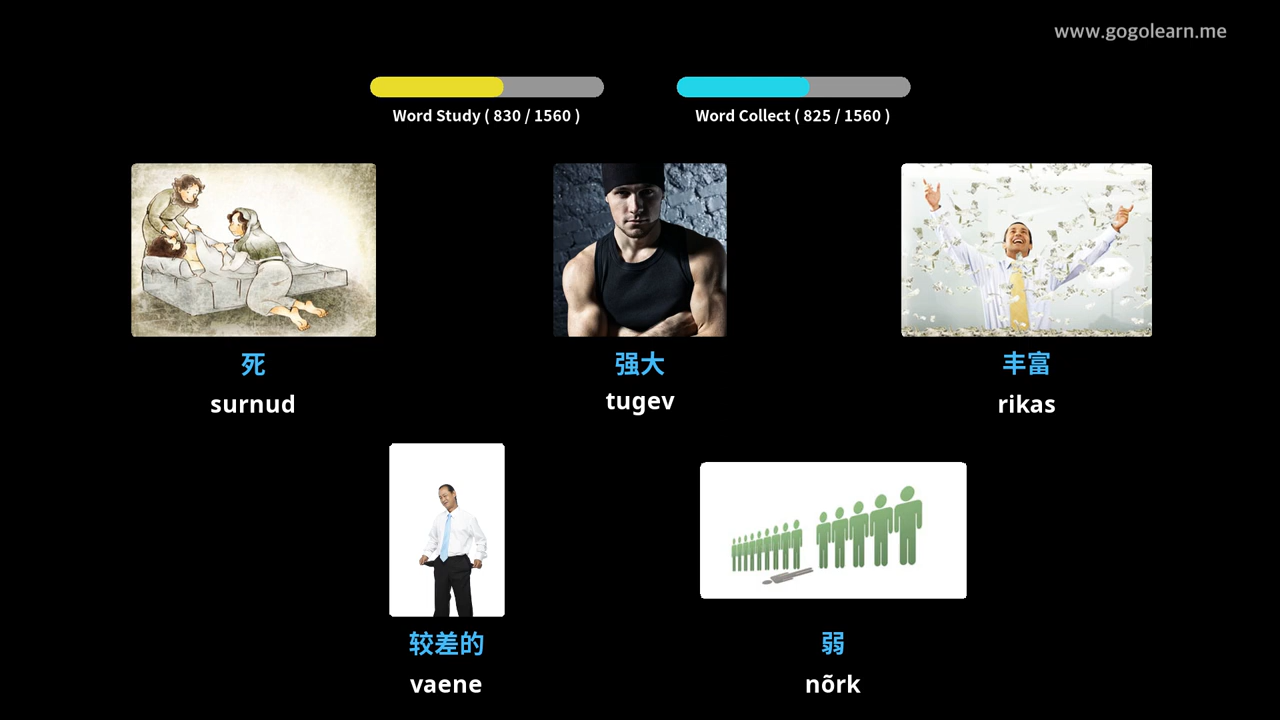 www.gogolearn.me
Word Study ( 830 / 1560 )
Word Collect ( 825 / 1560 )
死
surnud
强大
tugev
丰富
rikas
较差的
vaene
弱
nõrk